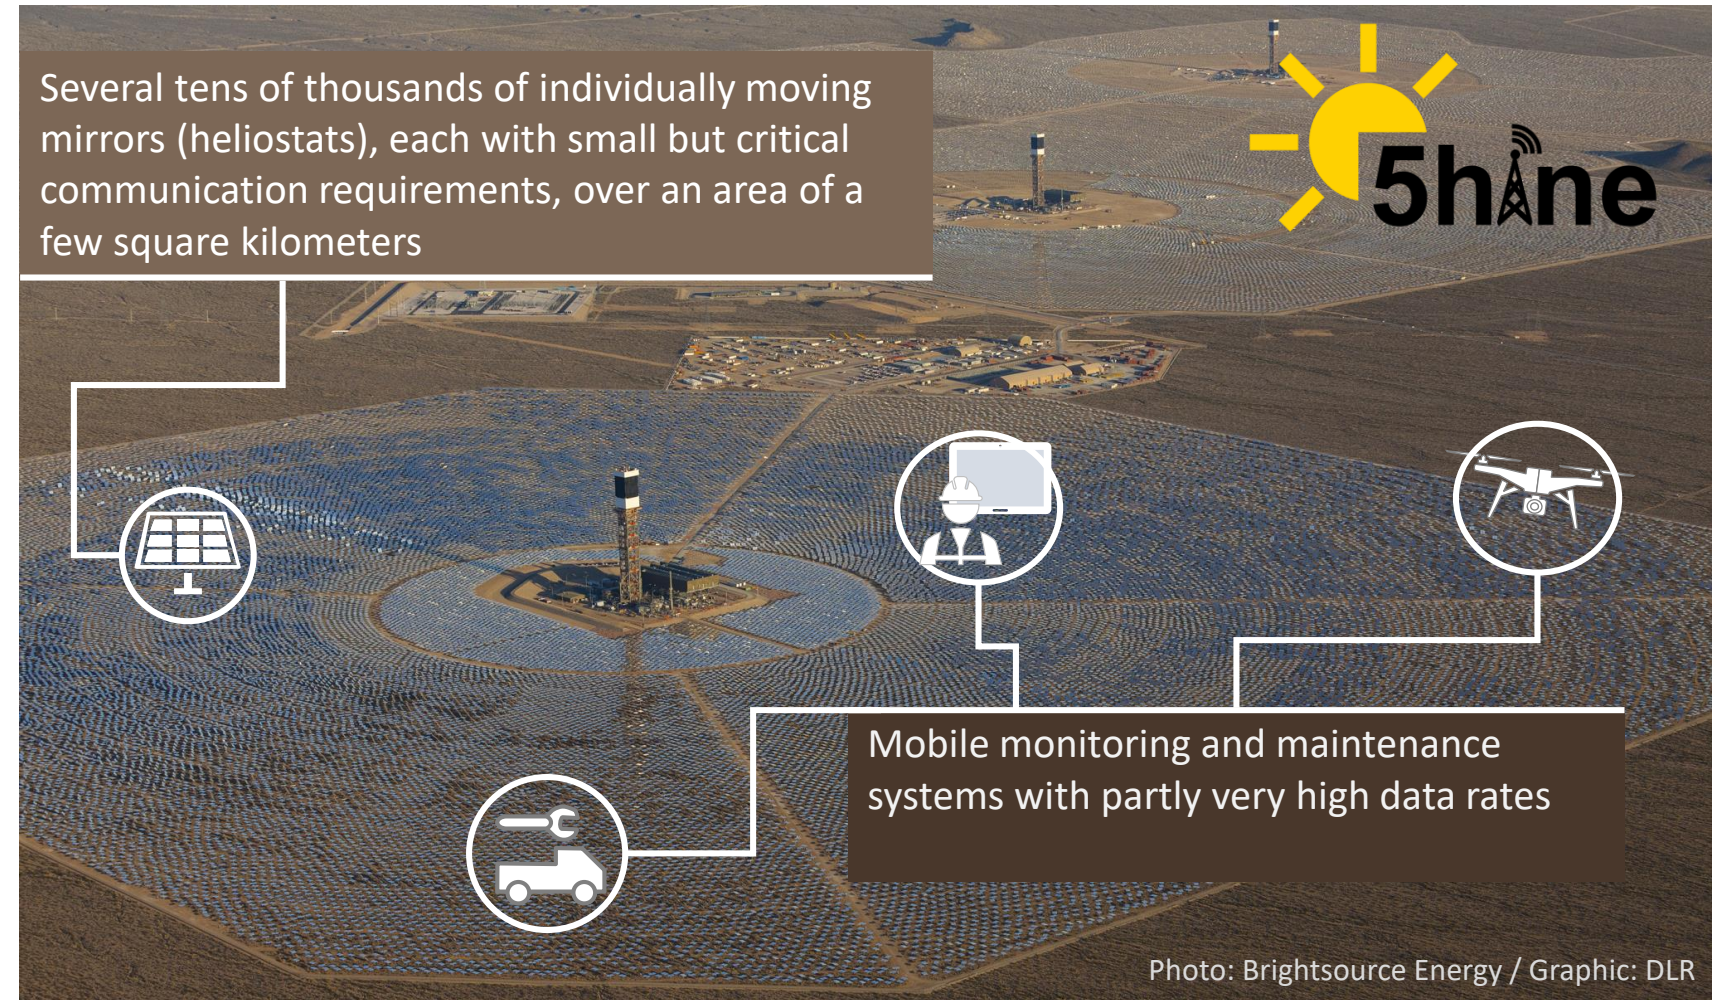 Several tens of thousands of individually moving
mirrors (heliostats), each with small but critical
communication requirements, over an area of a
few square kilometers
5hine
Mobile monitoring and maintenance
systems with partly very high data rates
Photo: Brightsource Energy / Graphic: DLR